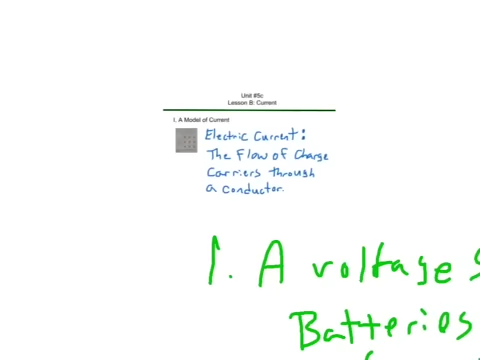 Unit #5c
Lesson B: Current
I. A Model of Current
Electric Current:
The Flow of Charge
Carriers through
a conductor.
1. A voltage
Batteries